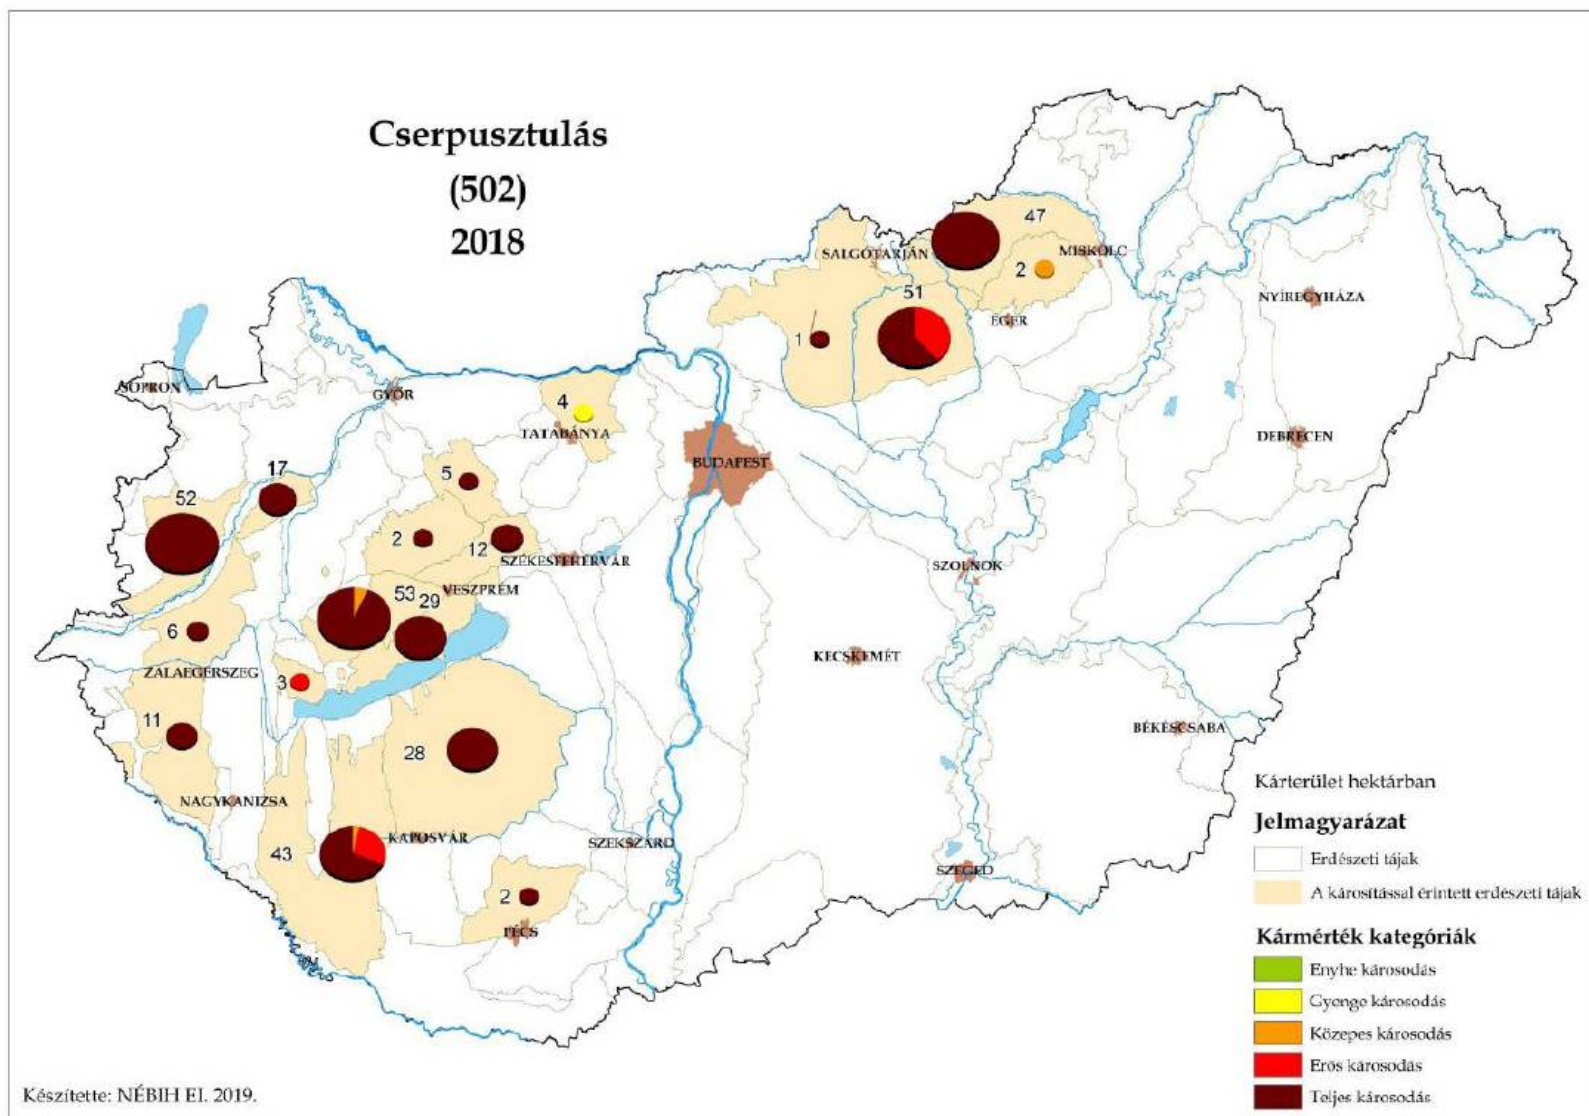 Cserpusztulás
(502)
2018
47
SALGÓTARJÁN
MISKOLC
2
51
NYÍREGYHÁZA
EGER
1
SOPRON
GYŐR
4
TATABÁNYA
DEBRECEN
BUDAPEST
17
5
52
2
12
SZÉKESFEHÉRVÁR
SZOLNOK
53
VESZPRÉM
29
6
KECSKEMÉT
ZALAEGERSZEG
3
11
BÉKÉSCSABA
28
NAGYKANIZSA
KAPOSVÁR
SZEKSZÁRD
43
SZEGED
2
PÉCS
Kárterület hektárban
Jelmagyarázat
Erdészeti tájak
A károsítással érintett erdészeti tájak
Kármérték kategóriák
Enyhe károsodás
Gyenge károsodás
Közepes károsodás
Erős károsodás
Teljes károsodás
Készítette: NÉBIH EI. 2019.